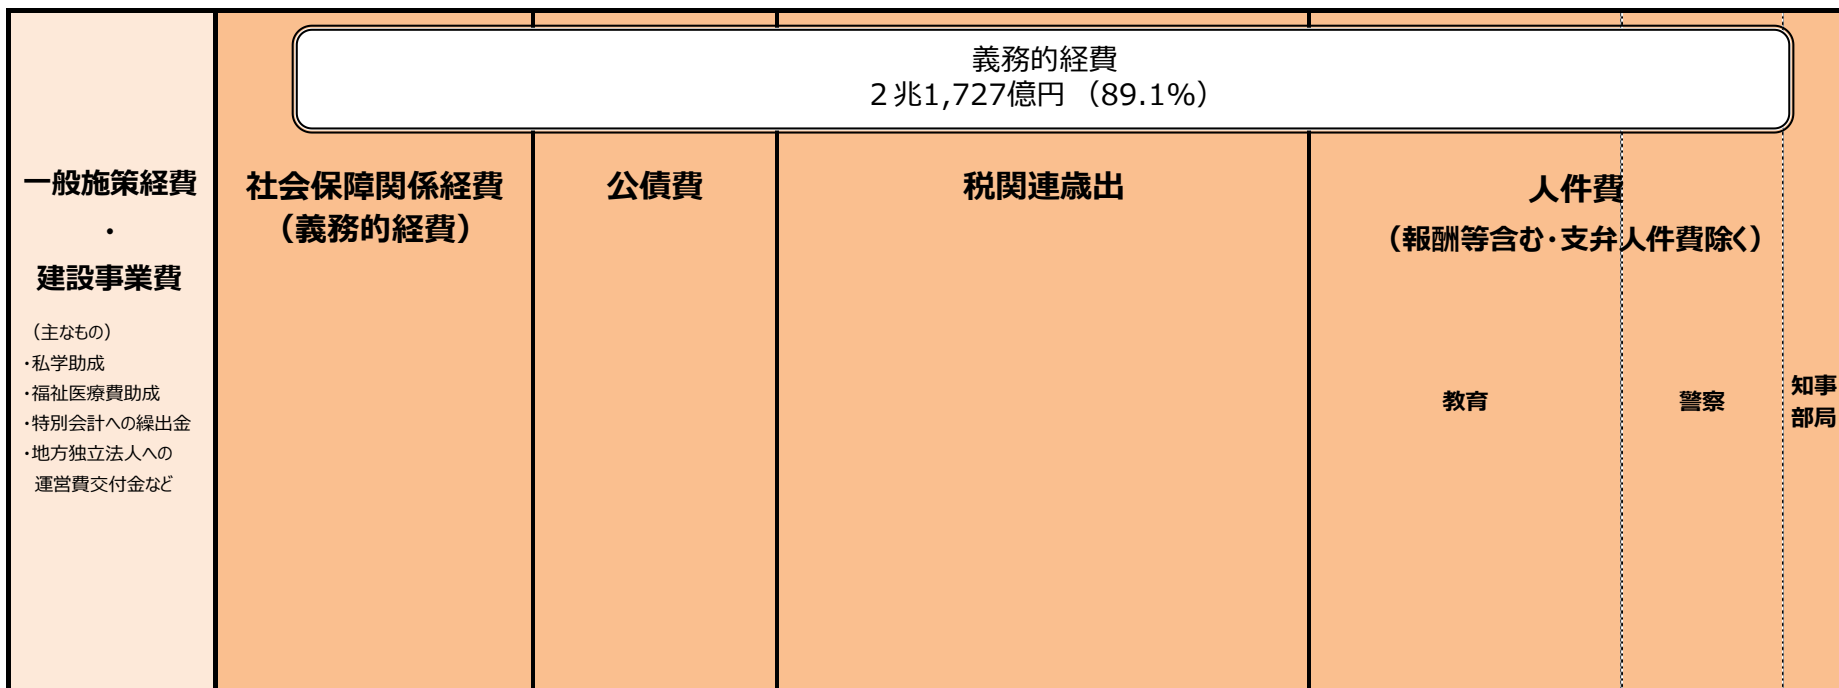 義務的経費
２兆1,727億円 （89.1%）
一般施策経費
・
建設事業費
（主なもの）
・私学助成
・福祉医療費助成
・特別会計への繰出金
・地方独立法人への
運営費交付金など
社会保障関係経費
（義務的経費）
公債費
税関連歳出
人件費
（報酬等含む・支弁人件費除く）
教育
警察
知事
部局